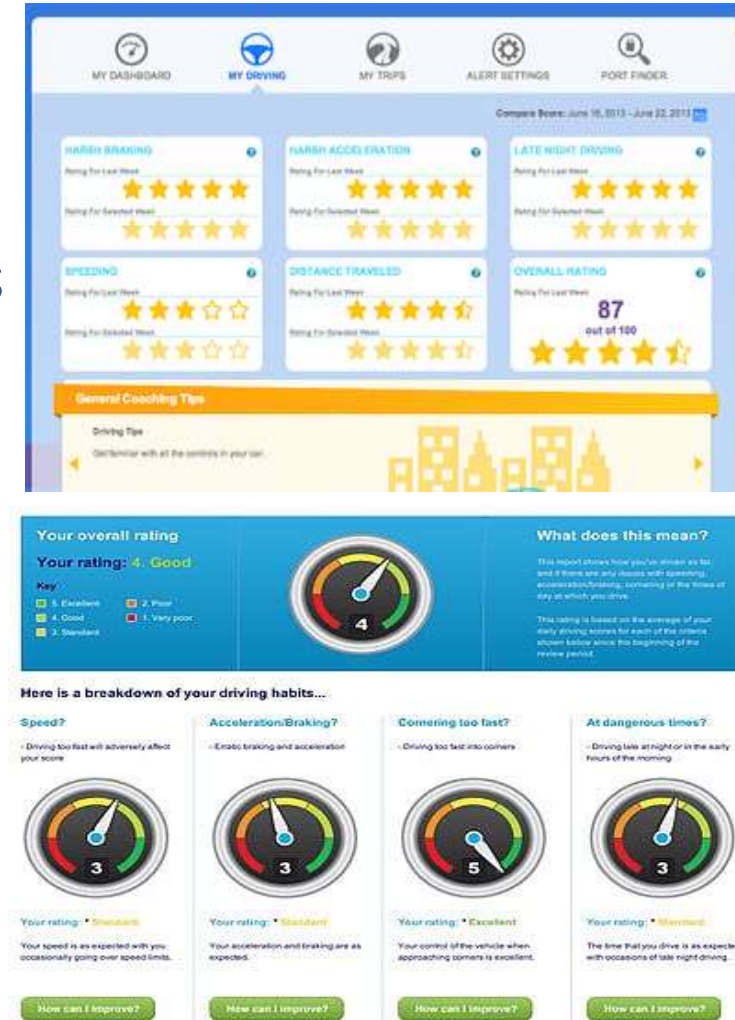 MY DASHBOARD
MY DRIVING
MY TRIPS
ALERT SETTINGS
PORT FINDER
Compare Score: June 16, 2013 - June 22, 2013
HARSH BRAKING
Rating For Last Week
Rating For Selected Week
HARSH ACCELERATION
Rating For Last Week
Rating For Selected Week
LATE NIGHT DRIVING
Rating For Last Week
Rating For Selected Week
SPEEDING
Rating For Last Week
Rating For Selected Week
DISTANCE TRAVELED
Rating For Last Week
Rating For Selected Week
OVERALL RATING
Rating For Last Week
87
out of 100
General Coaching Tips
Driving Tips
Get familiar with all the controls in your car.
Your overall rating
Your rating: 4. Good
Key
5. Excellent
2. Poor
4. Good
1. Very poor
3. Standard
4
What does this mean?
This report shows how you've driven so far,
and if there are any issues with speeding,
acceleration/braking, cornering or the times of
day at which you drive.
This rating is based on the average of your
daily driving scores for each of the criteria
shown below since the beginning of the
review period.
Here is a breakdown of your driving habits...
Speed?
- Driving too fast will adversely affect
your score
3
Your rating: * Standard
Your speed is as expected with you
occasionally going over speed limits.
How can I improve?
Acceleration/Braking?
- Erratic braking and acceleration
3
Your rating: * Standard
Your acceleration and braking are as
expected.
How can I improve?
Cornering too fast?
- Driving too fast into corners
5
Your rating: * Excellent
Your control of the vehicle when
approaching corners is excellent.
How can I improve?
At dangerous times?
- Driving late at night or in the early
hours of the morning
3
Your rating: * Standard
The time that you drive is as expected
with occasions of late night driving.
How can I improve?